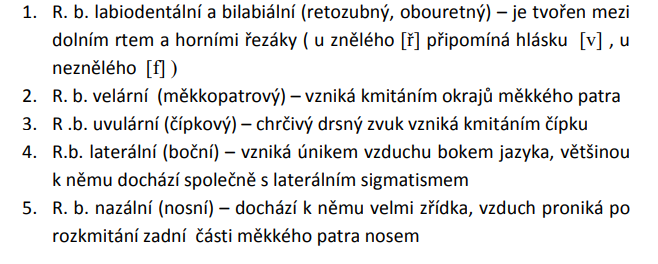 1. R. b. labiodentální a bilabiální (retozubný, obouretný) – je tvořen mezi
dolním rtem a horními řezáky ( u znělého [ř] připomíná hlásku [v] , u
neznělého [f] )
2. R. b. velární (měkkopatrový) – vzniká kmitáním okrajů měkkého patra
3. R .b. uvulární (čípkový) – chrčivý drsný zvuk vzniká kmitáním čípku
4. R.b. laterální (boční) – vzniká únikem vzduchu bokem jazyka, většinou
k němu dochází společně s laterálním sigmatismem
5. R. b. nazální (nosní) – dochází k němu velmi zřídka, vzduch proniká po
rozkmitání zadní části měkkého patra nosem